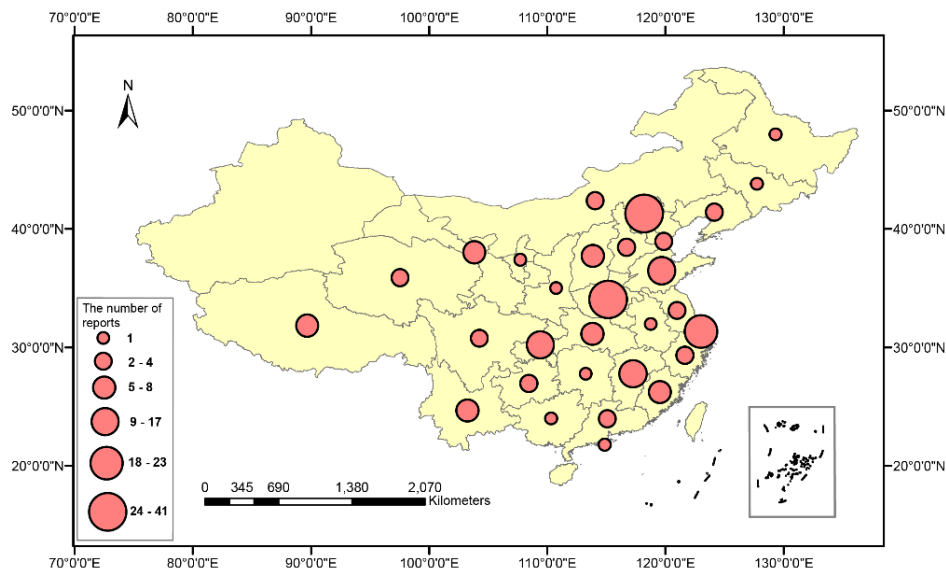 70°0'0"E 80°0'0"E 90°0'0"E 100°0'0"E 110°0'0"E 120°0'0"E 130°0'0"E
N
50°0'0"N 50°0'0"N
40°0'0"N 40°0'0"N
The number of
reports
1
2 - 4
30°0'0"N 30°0'0"N
5 - 8
9 - 17
18 - 23
20°0'0"N 20°0'0"N
24 - 41
0 345 690 1,380 2,070
Kilometers
70°0'0"E 80°0'0"E 90°0'0"E 100°0'0"E 110°0'0"E 120°0'0"E 130°0'0"E